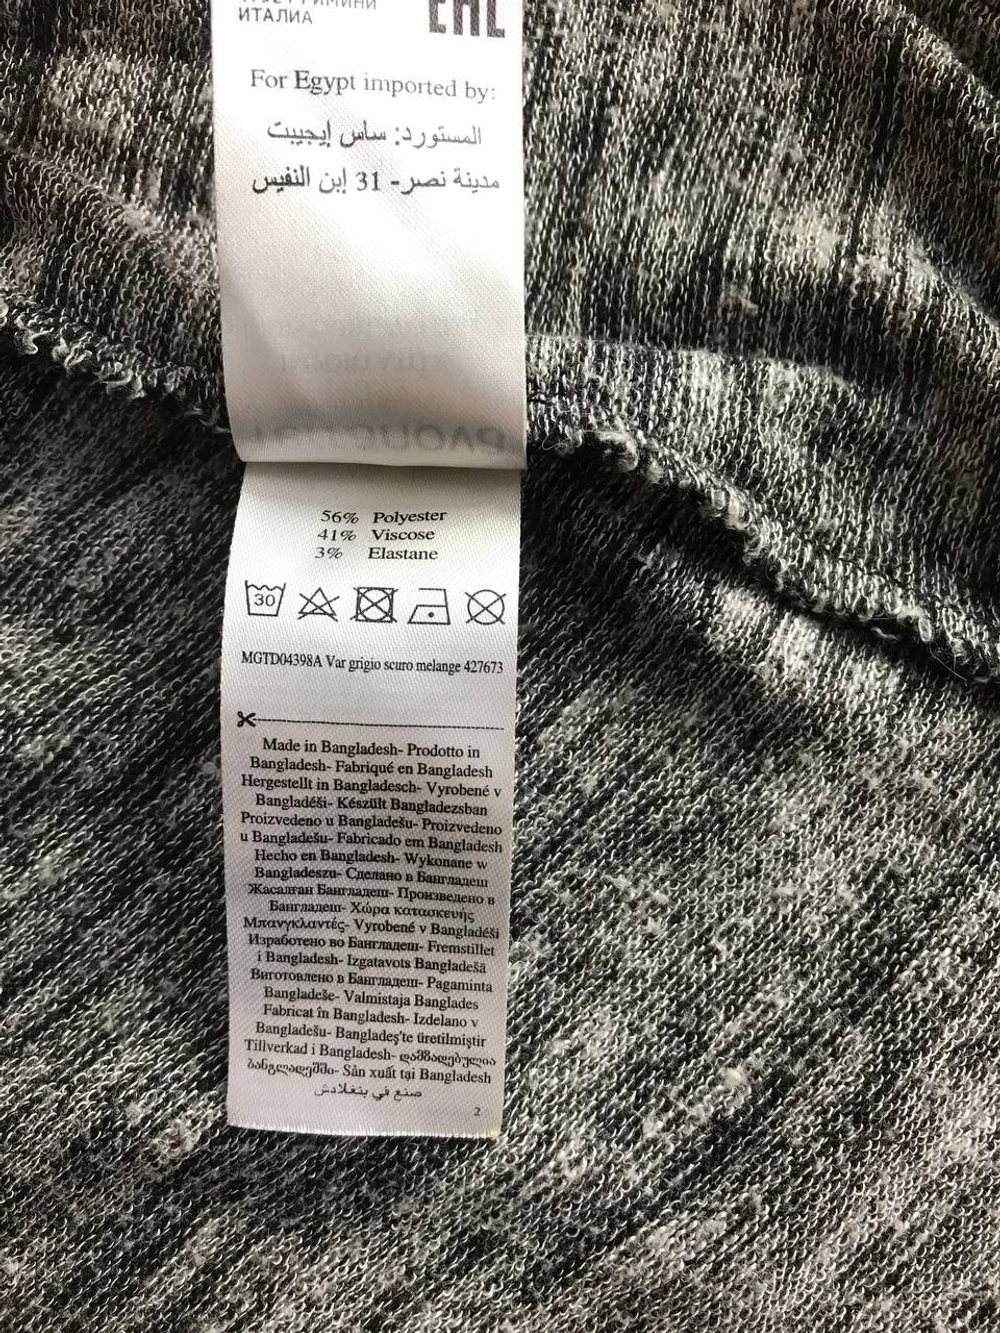 ИТАЛИА
EAC
For Egypt imported by:
المستورد: ساس إيجيبت
مدينة نصر- 31 إبن النفيس
56% Polyester
41% Viscose
3% Elastane
30
MGTD04398A Var grigio scuro melange 427673
Made in Bangladesh- Prodotto in
Bangladesh- Fabriqué en Bangladesh
Hergestellt in Bangladesch- Vyrobené v
Bangladéši- Készült Bangladezsban
Proizvedeno u Bangladešu- Proizvedeno
u Bangladešu- Fabricado em Bangladesh
Hecho en Bangladesh- Wykonane w
Bangladeszu- Сделано в Бангладеш
Жасалған Бангладеш- Произведено в
Бангладеш- Χώρα κατασκευής
Μπανγκλαντές- Vyrobené v Bangladéši
Изработено во Бангладеш- Fremstillet
i Bangladesh- Izgatavots Bangladešā
Виготовлено в Бангладеш- Pagaminta
Bangladeše- Valmistaja Banglades
Fabricat în Bangladesh- Izdelano v
Bangladešu- Bangladeş'te üretilmiştir
Tillverkad i Bangladesh- დამზადებულია
ბანგლადეშში- Sản xuất tại Bangladesh
صنع في بنغلادش
2